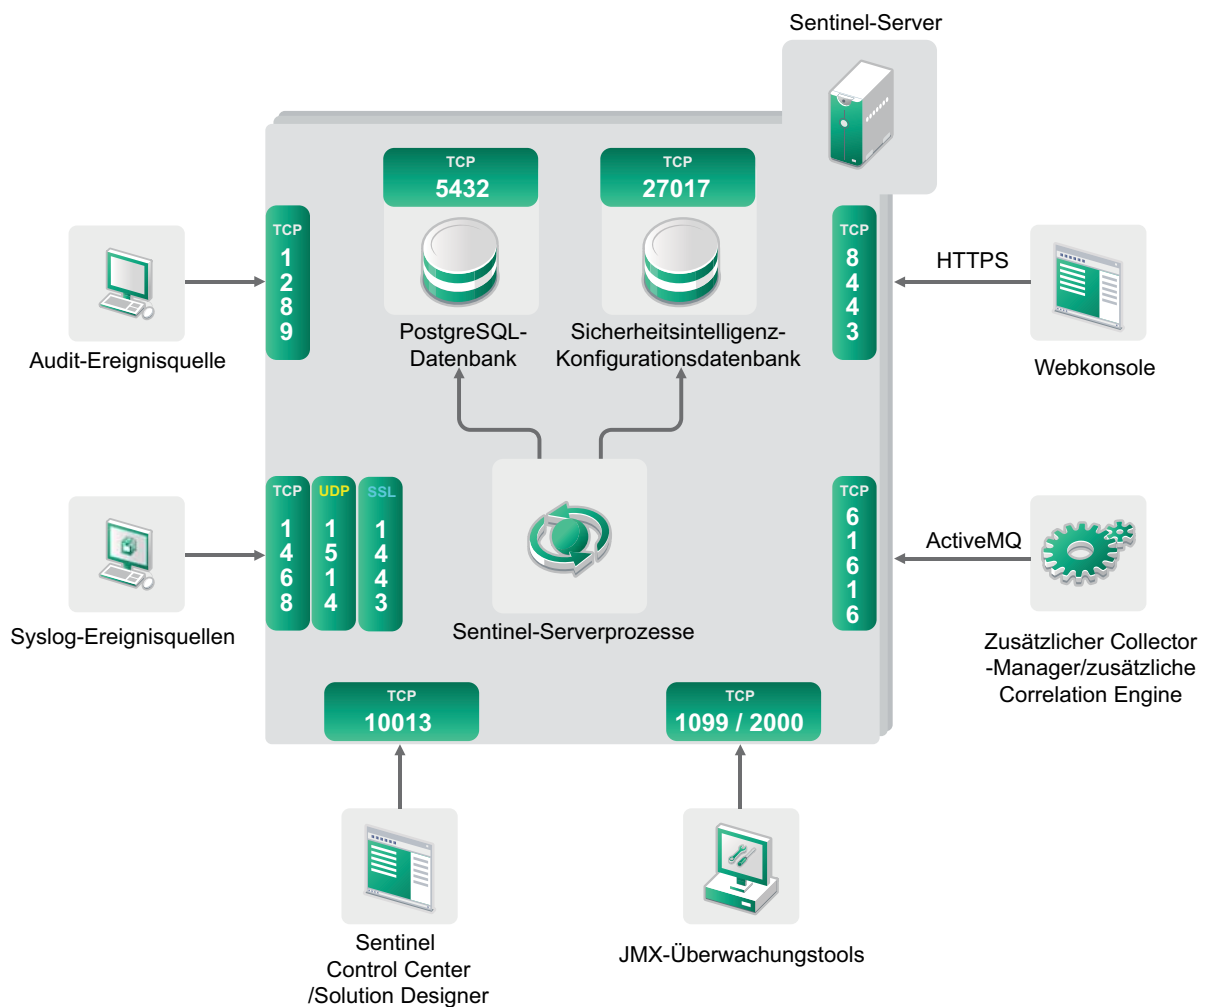 Sentinel-Server
TCP
5432
TCP
27017
PostgreSQL-
Datenbank
Sicherheitsintelligenz-
Konfigurationsdatenbank
TCP
1
2
8
9
Audit-Ereignisquelle
TCP
8
4
4
3
HTTPS
Webkonsole
TCP
1
4
6
8
UDP
1
5
1
4
SSL
1
4
4
3
Syslog-Ereignisquellen
Sentinel-Serverprozesse
TCP
6
1
6
1
6
ActiveMQ
Zusätzlicher Collector
-Manager/zusätzliche
Correlation Engine
TCP
10013
TCP
1099 / 2000
Sentinel
Control Center
/Solution Designer
JMX-Überwachungstools